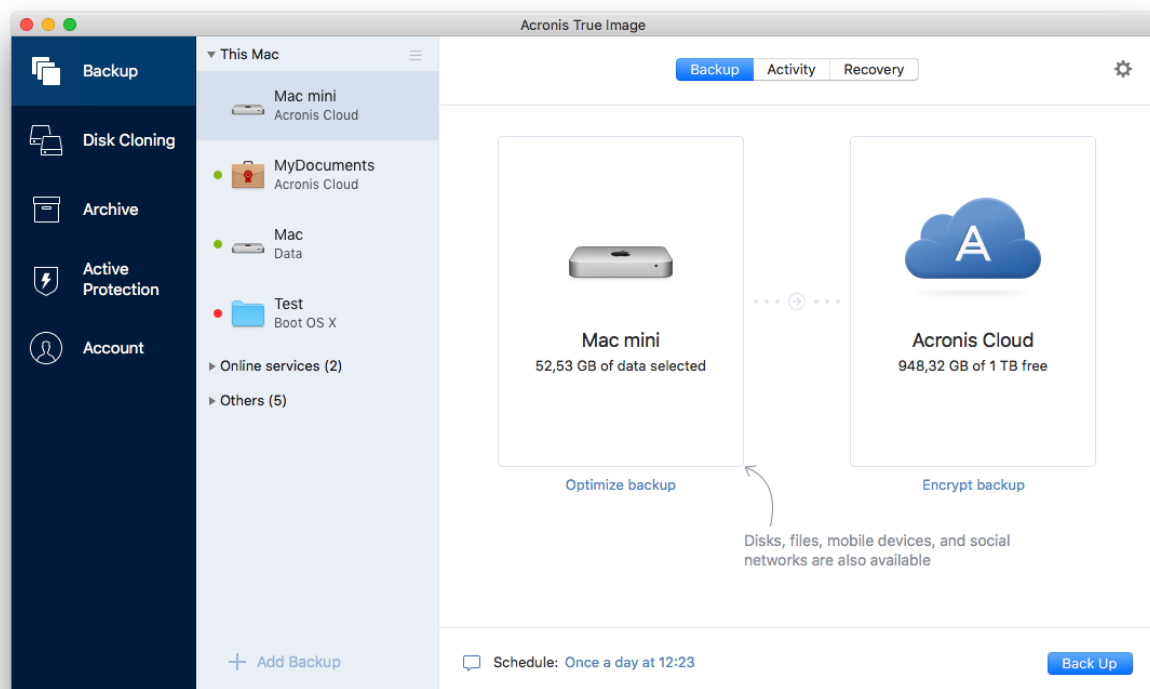 Acronis True Image
Backup
Disk Cloning
Archive
Active
Protection
Account
This Mac
Mac mini
Acronis Cloud
MyDocuments
Acronis Cloud
Mac
Data
Test
Boot OS X
Online services (2)
Others (5)
Add Backup
Backup Activity Recovery
Mac mini
52,53 GB of data selected
Optimize backup
A
Acronis Cloud
948,32 GB of 1 TB free
Encrypt backup
Disks, files, mobile devices, and social
networks are also available
Schedule: Once a day at 12:23
Back Up